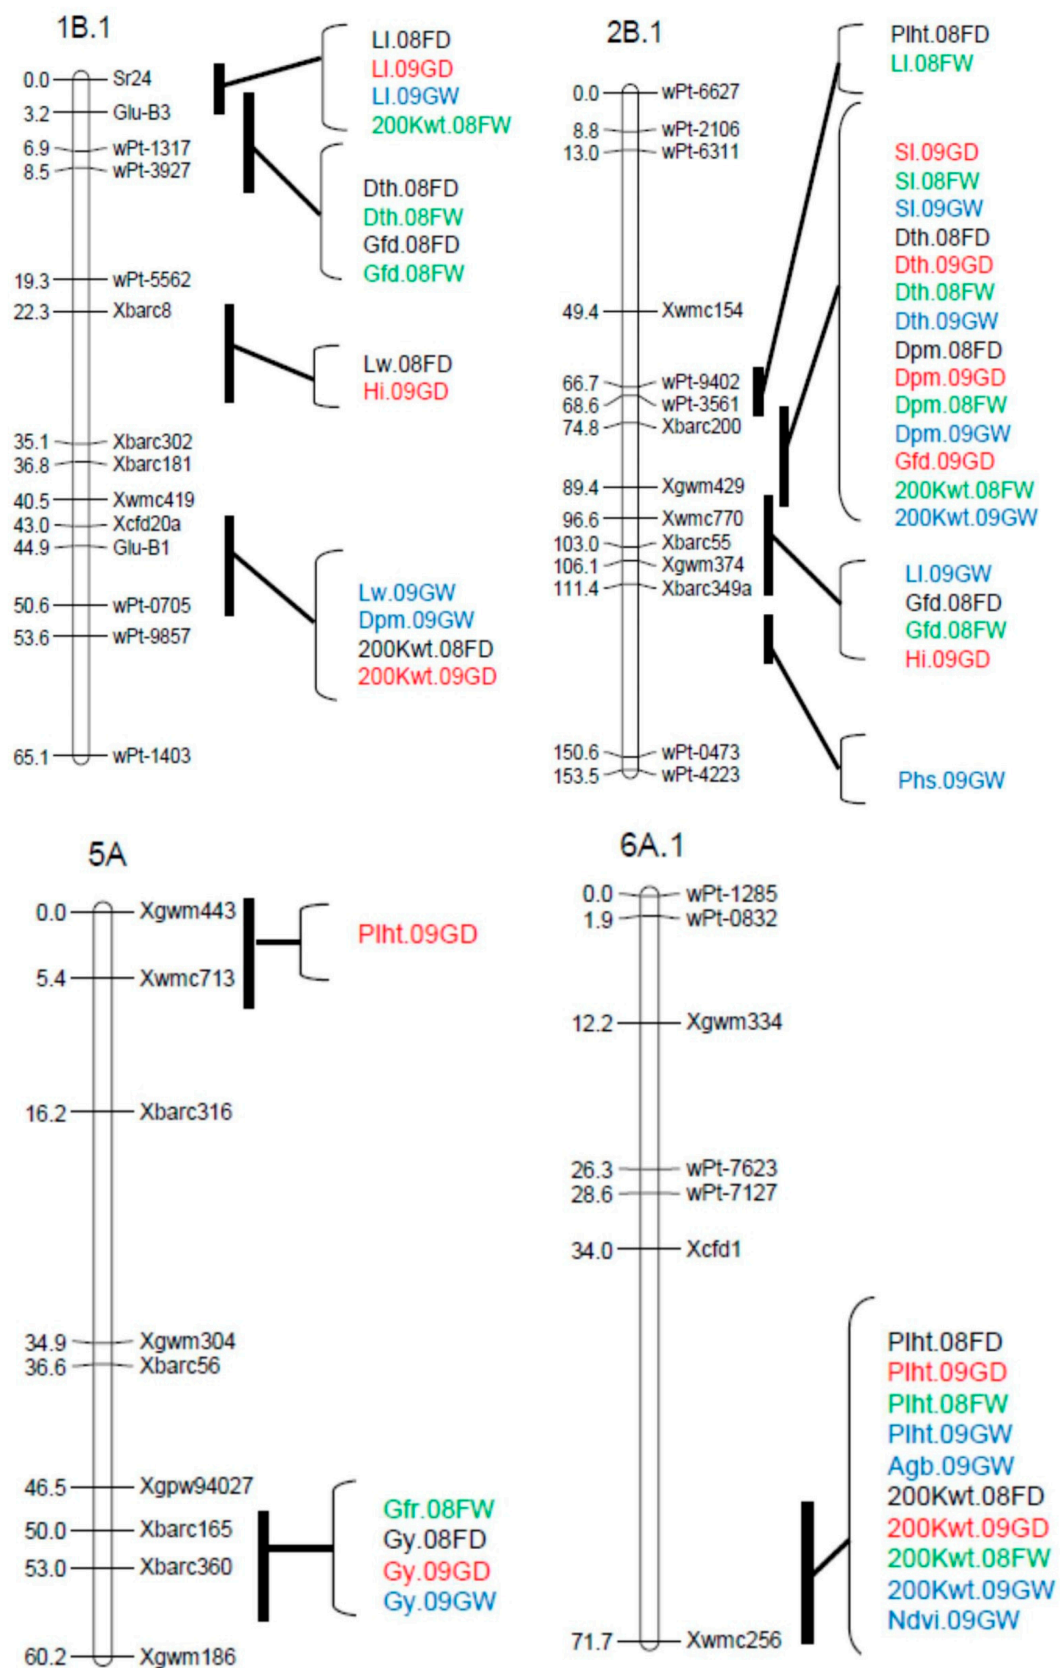 1B.1
0.0 Sr24
3.2 Glu-B3
6.9 wPt-1317
8.5 wPt-3927
19.3 wPt-5562
22.3 Xbarc8
35.1 Xbarc302
36.8 Xbarc181
40.5 Xwmc419
43.0 Xcfd20a
44.9 Glu-B1
50.6 wPt-0705
53.6 wPt-9857
65.1 wPt-1403
Ll.08FD
Ll.09GD
Ll.09GW
200Kwt.08FW
Dth.08FD
Dth.08FW
Gfd.08FD
Gfd.08FW
Lw.08FD
Hi.09GD
Lw.09GW
Dpm.09GW
200Kwt.08FD
200Kwt.09GD
2B.1
0.0 wPt-6627
8.8 wPt-2106
13.0 wPt-6311
49.4 Xwmc154
66.7 wPt-9402
68.6 wPt-3561
74.8 Xbarc200
89.4 Xgwm429
96.6 Xwmc770
103.0 Xbarc55
106.1 Xgwm374
111.4 Xbarc349a
150.6 wPt-0473
153.5 wPt-4223
Plht.08FD
Ll.08FW
Sl.09GD
Sl.08FW
Sl.09GW
Dth.08FD
Dth.09GD
Dth.08FW
Dth.09GW
Dpm.08FD
Dpm.09GD
Dpm.08FW
Dpm.09GW
Gfd.09GD
200Kwt.08FW
200Kwt.09GW
Ll.09GW
Gfd.08FD
Gfd.08FW
Hi.09GD
Phs.09GW
5A
0.0 Xgwm443
5.4 Xwmc713
16.2 Xbarc316
34.9 Xgwm304
36.6 Xbarc56
46.5 Xgpw94027
50.0 Xbarc165
53.0 Xbarc360
60.2 Xgwm186
Plht.09GD
Gfr.08FW
Gy.08FD
Gy.09GD
Gy.09GW
6A.1
0.0 wPt-1285
1.9 wPt-0832
12.2 Xgwm334
26.3 wPt-7623
28.6 wPt-7127
34.0 Xcfd1
71.7 Xwmc256
Plht.08FD
Plht.09GD
Plht.08FW
Plht.09GW
Agb.09GW
200Kwt.08FD
200Kwt.09GD
200Kwt.08FW
200Kwt.09GW
Ndvi.09GW